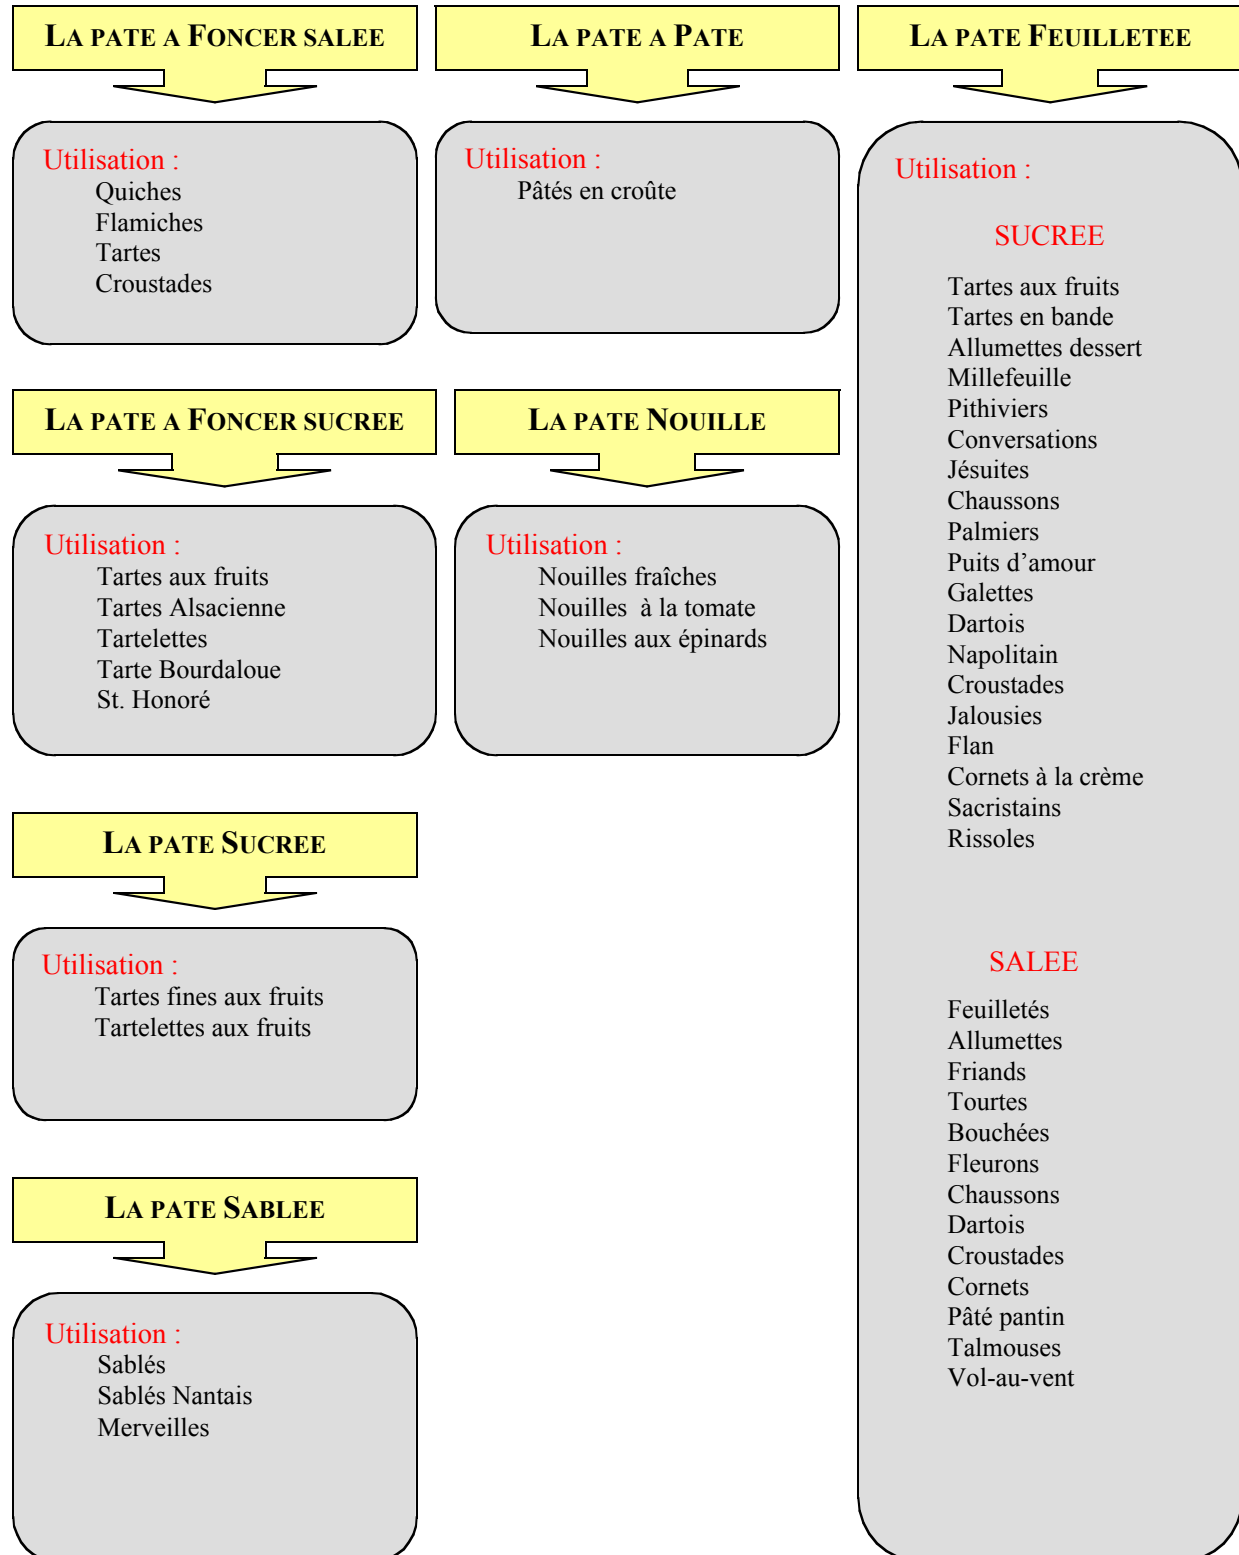 LA PATE A FONCER SALEE
Utilisation :
Quiches
Flamiches
Tartes
Croustades
LA PATE A PATE
Utilisation :
Pâtés en croûte
LA PATE FEUILLETEE
Utilisation :
SUCREE
Tartes aux fruits
Tartes en bande
Allumettes dessert
Millefeuille
Pithiviers
Conversations
Jésuites
Chaussons
Palmiers
Puits d’amour
Galettes
Dartois
Napolitain
Croustades
Jalousies
Flan
Cornets à la crème
Sacristains
Rissoles
SALEE
Feuilletés
Allumettes
Friands
Tourtes
Bouchées
Fleurons
Chaussons
Dartois
Croustades
Cornets
Pâté pantin
Talmouses
Vol-au-vent
LA PATE A FONCER SUCREE
Utilisation :
Tartes aux fruits
Tartes Alsacienne
Tartelettes
Tarte Bourdaloue
St. Honoré
LA PATE NOUILLE
Utilisation :
Nouilles fraîches
Nouilles à la tomate
Nouilles aux épinards
LA PATE SUCREE
Utilisation :
Tartes fines aux fruits
Tartelettes aux fruits
LA PATE SABLEE
Utilisation :
Sablés
Sablés Nantais
Merveilles